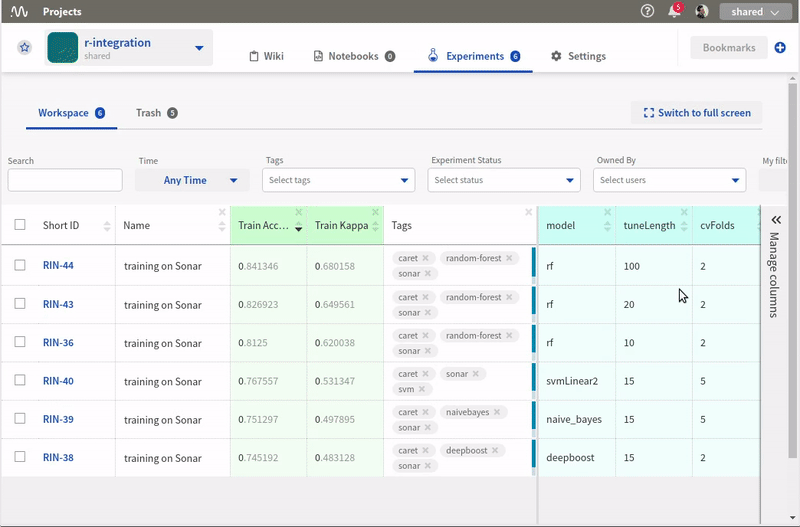 Projects
5
shared
r-integration
shared
Wiki
Notebooks 0
Experiments 6
Settings
Bookmarks
Workspace 6
Trash 5
Switch to full screen
Search
Time
Tags
Experiment Status
Owned By
My filt
Any Time
Select tags
Select status
Select users
Short ID Name Train Acc... Train Kappa Tags model tuneLength cvFolds
Manage columns
RIN-44 training on Sonar 0.841346 0.680158 caret random-forest rf 100 2
sonar
RIN-43 training on Sonar 0.826923 0.649561 caret random-forest rf 20 2
sonar
RIN-36 training on Sonar 0.8125 0.620038 caret random-forest rf 10 2
sonar
RIN-40 training on Sonar 0.767557 0.531347 caret sonar svmLinear2 15 5
svm
RIN-39 training on Sonar 0.751297 0.497895 caret naivebayes naive_bayes 15 5
sonar
RIN-38 training on Sonar 0.745192 0.483128 caret deepboost deepboost 15 2
sonar